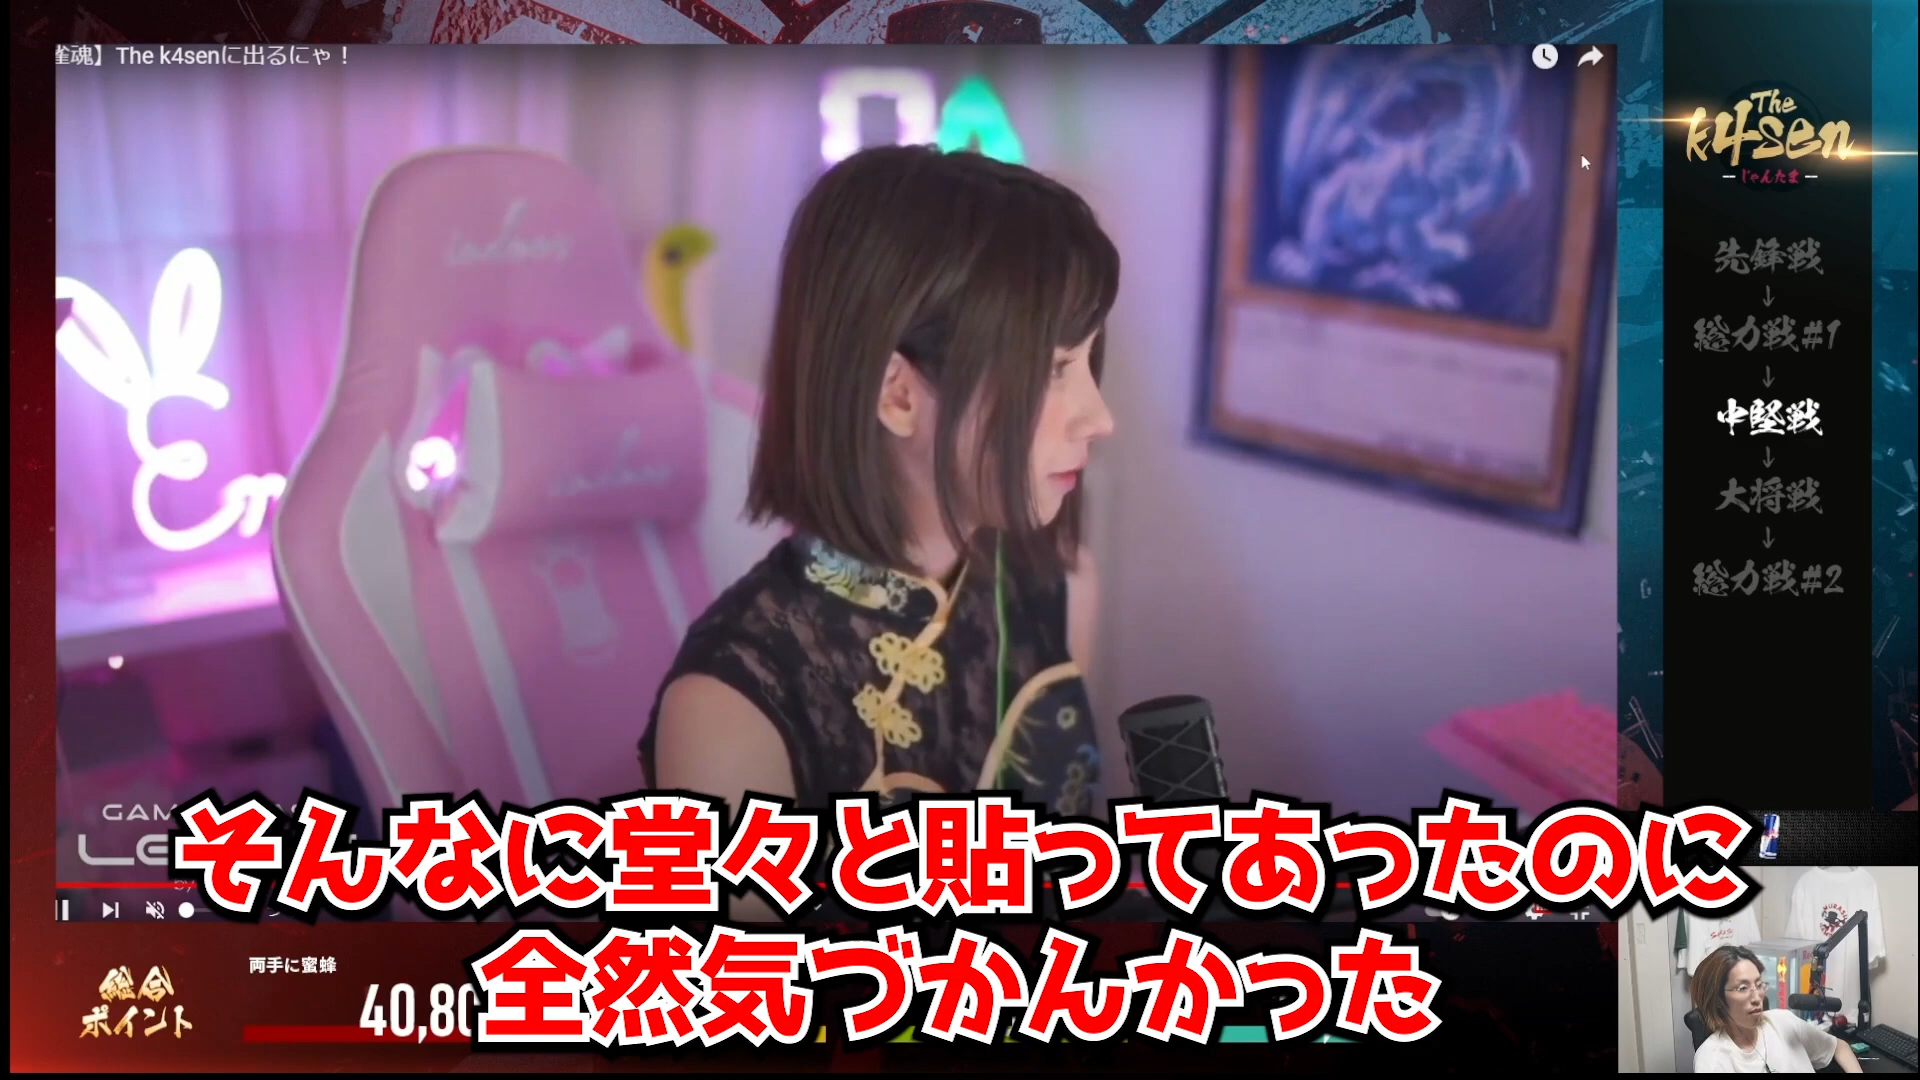 雀魂】The k4senに出るにゃ！
The
k4sen
じゃんたま
先鋒戦
↓
総力戦#1
↓
中堅戦
↓
大将戦
↓
総力戦#2
そんなに堂々と貼ってあったのに
全然気づかんかった
総合
ポイント
両手に蜜蜂
40,80